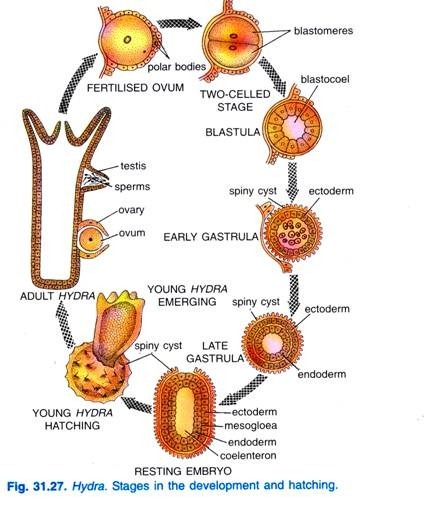 blastomeres
polar bodies
FERTILISED OVUM
TWO-CELLED
STAGE
blastocoel
BLASTULA
testis
sperms
ovary
ovum
spiny cyst
ectoderm
EARLY GASTRULA
ADULT HYDRA
YOUNG HYDRA
EMERGING
spiny cyst
ectoderm
spiny cyst
LATE
GASTRULA
endoderm
YOUNG HYDRA
HATCHING
ectoderm
mesogloea
endoderm
coelenteron
RESTING EMBRYO
Fig. 31.27. Hydra. Stages in the development and hatching.